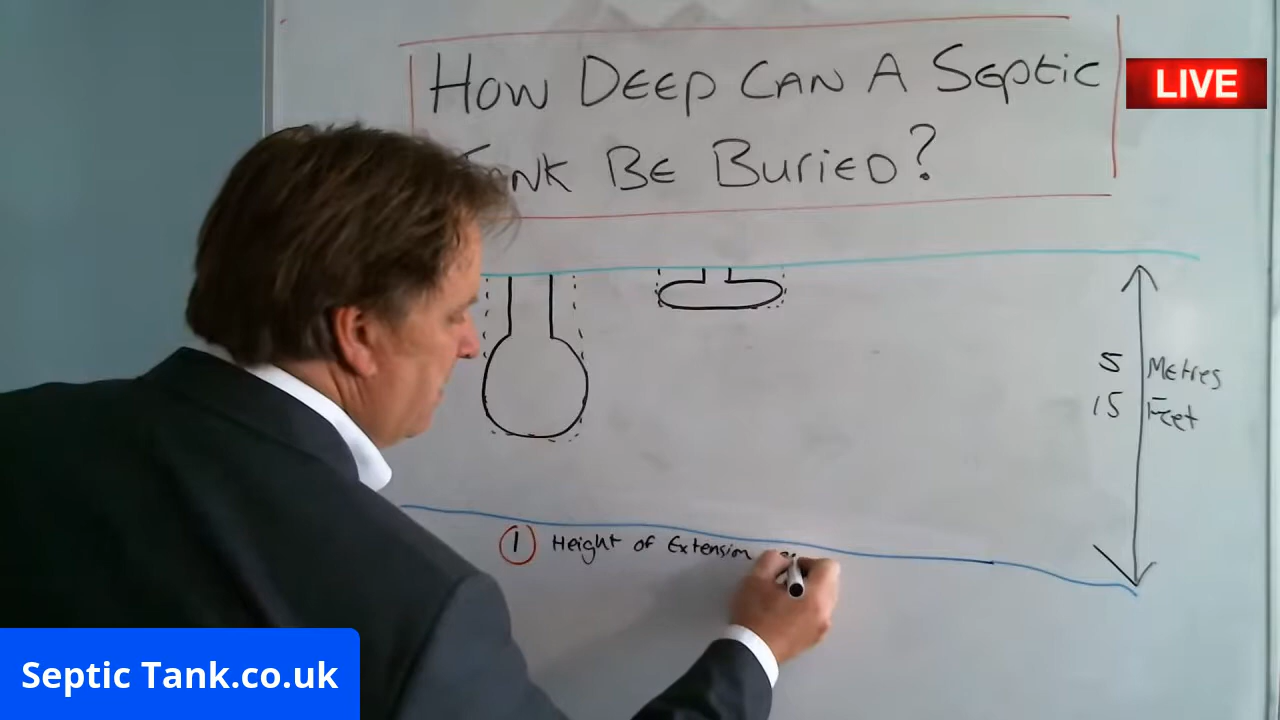 How Deep Can A Septic
Be Buried?
LIVE
5 Metres
15 Feet
1 Height of Extension
Septic Tank.co.uk